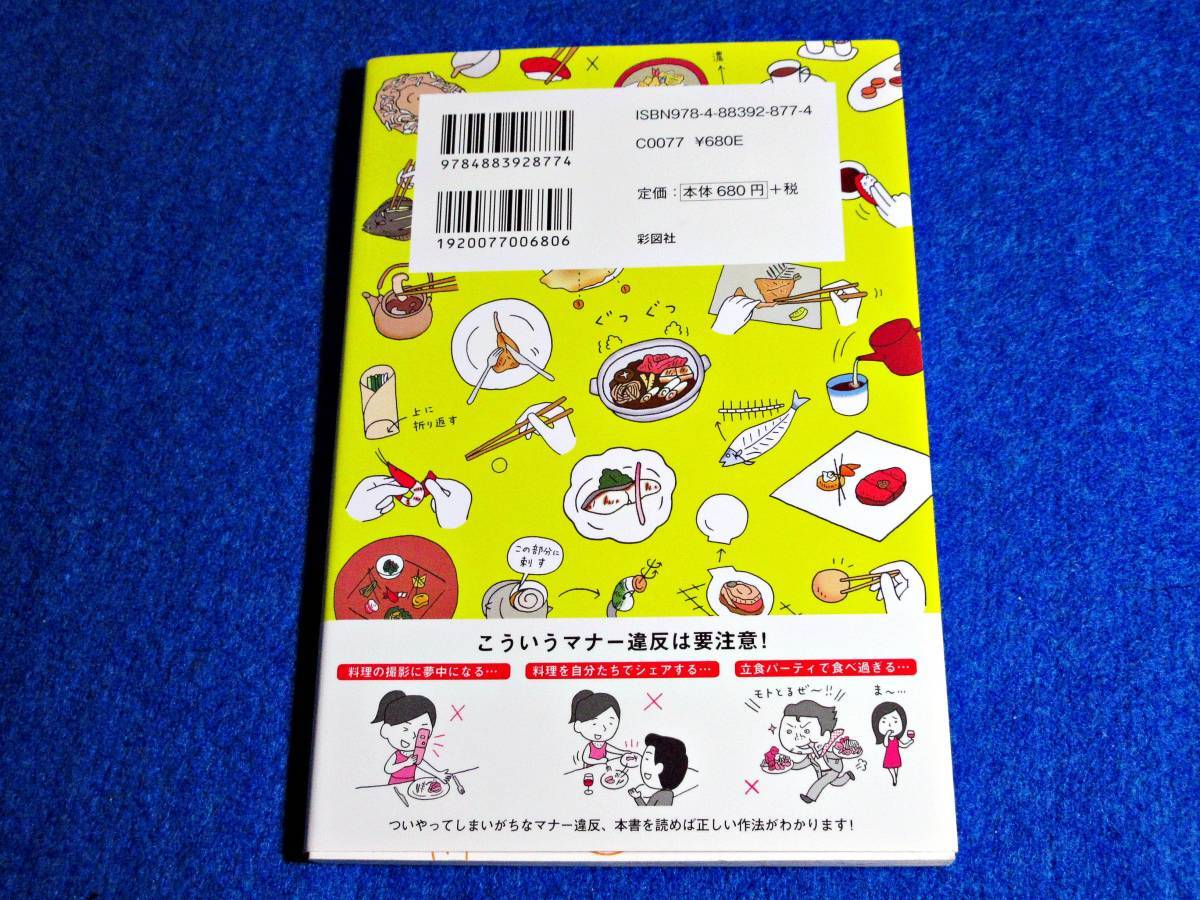 濃
ISBN978-4-88392-877-4
C0077 ¥680E
9784883928774
定価:本体680円+税
1920077006806
彩図社
ぐっ ぐっ
上に
折り返す
この部分に
刺す
こういうマナー違反は要注意!
料理の撮影に夢中になる…
料理を自分たちでシェアする…
立食パーティで食べ過ぎる…
モトとるぜ〜!!
ま〜…
ついやってしまいがちなマナー違反、本書を読めば正しい作法がわかります!